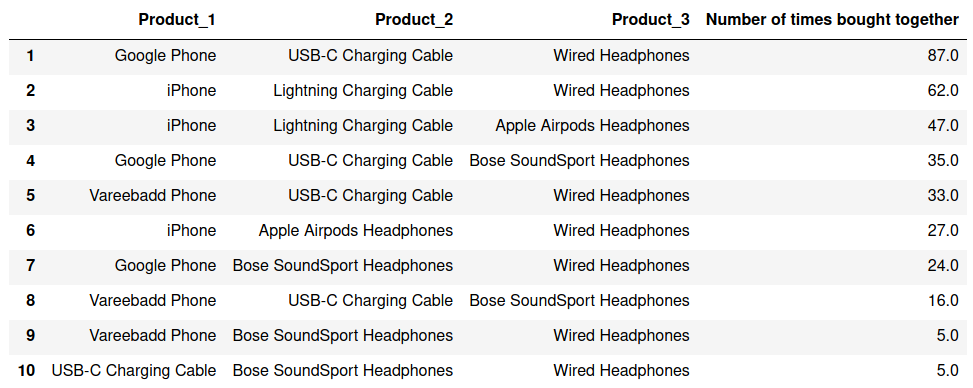 Product_1 Product_2 Product_3 Number of times bought together
1 Google Phone USB-C Charging Cable Wired Headphones 87.0
2 iPhone Lightning Charging Cable Wired Headphones 62.0
3 iPhone Lightning Charging Cable Apple Airpods Headphones 47.0
4 Google Phone USB-C Charging Cable Bose SoundSport Headphones 35.0
5 Vareebadd Phone USB-C Charging Cable Wired Headphones 33.0
6 iPhone Apple Airpods Headphones Wired Headphones 27.0
7 Google Phone Bose SoundSport Headphones Wired Headphones 24.0
8 Vareebadd Phone USB-C Charging Cable Bose SoundSport Headphones 16.0
9 Vareebadd Phone Bose SoundSport Headphones Wired Headphones 5.0
10 USB-C Charging Cable Bose SoundSport Headphones Wired Headphones 5.0